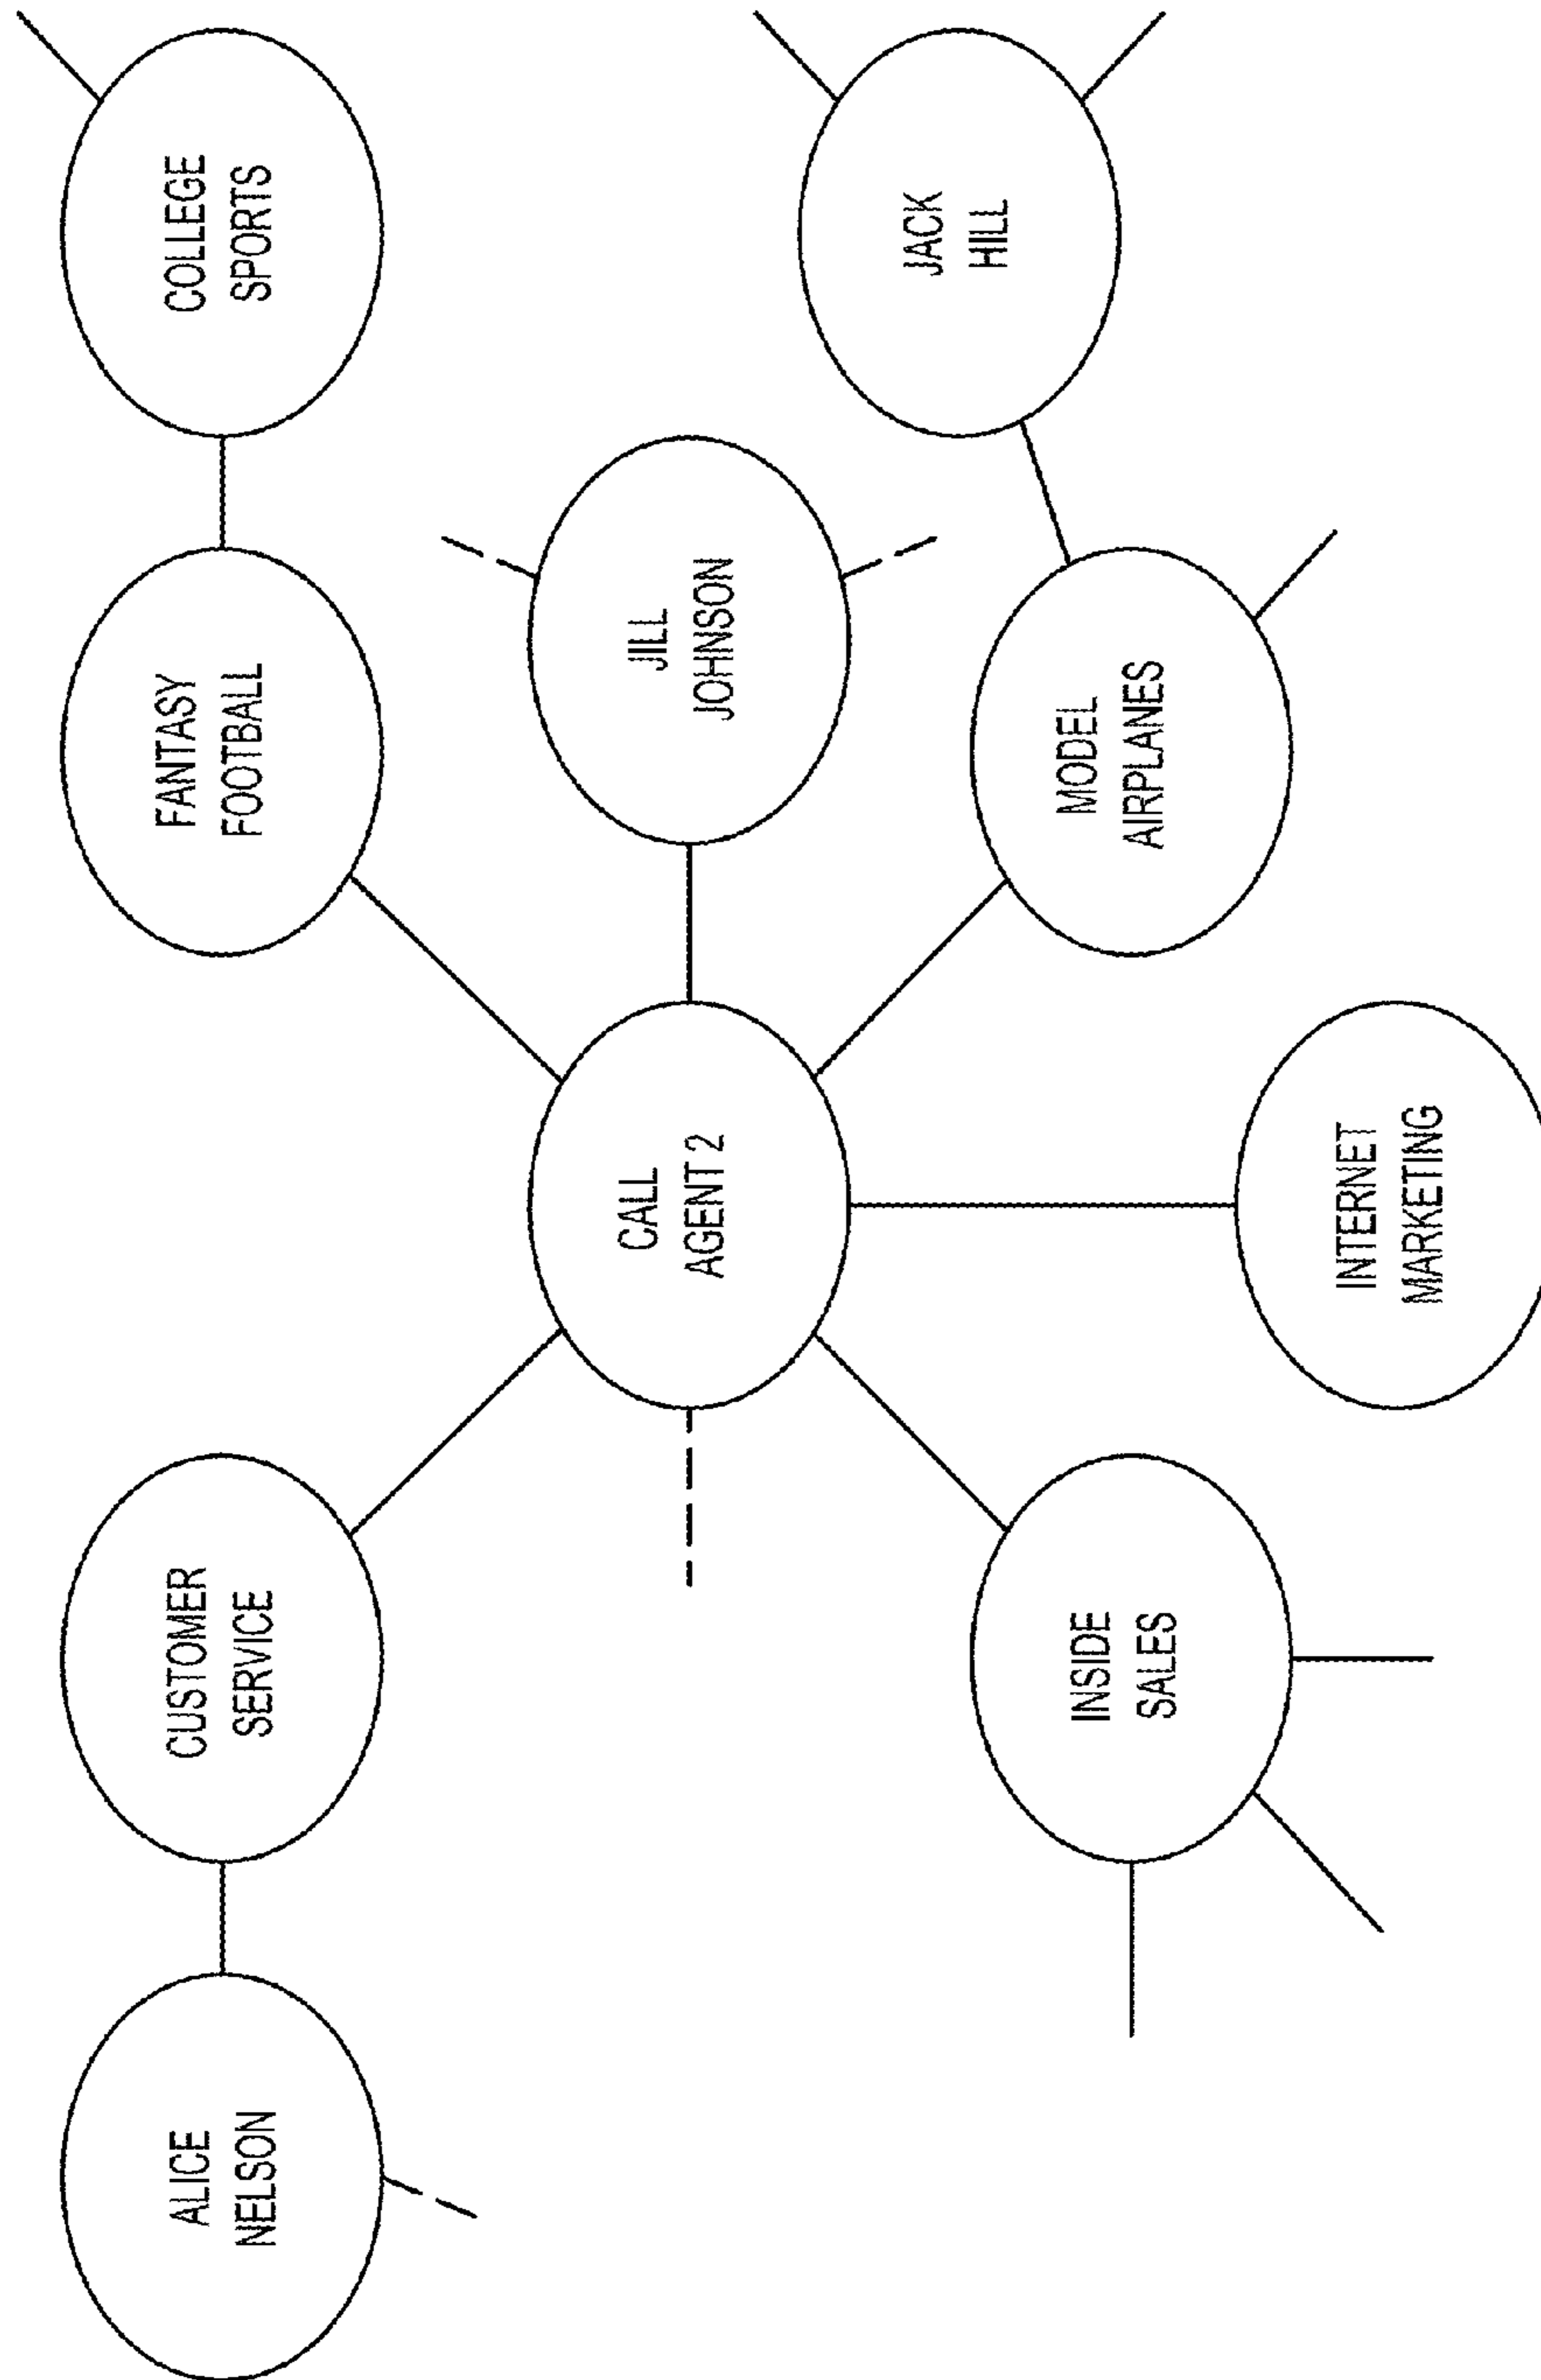 ALICE
NELSON
CUSTOMER
SERVICE
FANTASY
FOOTBALL
COLLEGE
SPORTS
CALL
AGENT 2
JILL
JOHNSON
JACK
HILL
INSIDE
SALES
MODEL
AIRPLANES
INTERNET
MARKETING